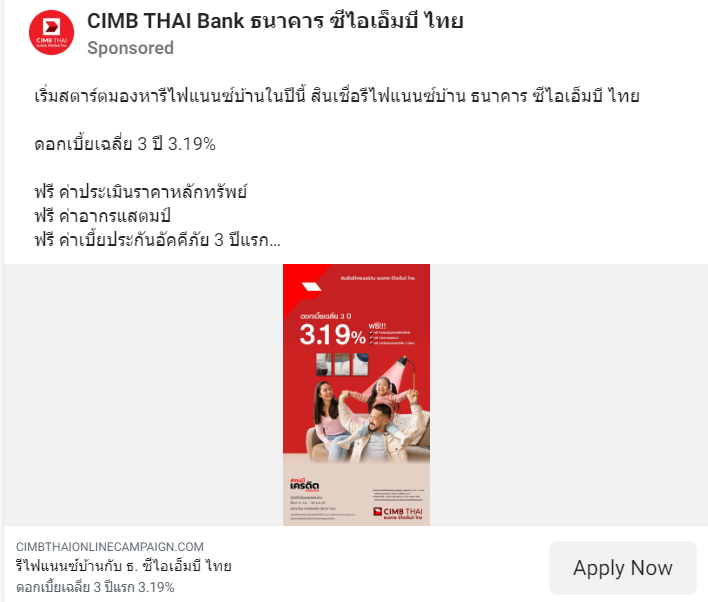 CIMB THAI Bank ธนาคาร ซีไอเอ็มบี ไทย
Sponsored
เริ่มสตาร์ตมองหารีไฟแนนซ์บ้านในปีนี้ สินเชื่อรีไฟแนนซ์บ้าน ธนาคาร ซีไอเอ็มบี ไทย
ดอกเบี้ยเฉลี่ย 3 ปี 3.19%
ฟรี ค่าประเมินราคาหลักทรัพย์
ฟรี ค่าอากรแสตมป์
ฟรี ค่าเบี้ยประกันอัคคีภัย 3 ปีแรก...
ดอกเบี้ยเฉลี่ย 3 ปี
3.19%
ฟรี!!!
CIMB THAI
CIMBTHAIONLINECAMPAIGN.COM
รีไฟแนนซ์บ้านกับ ธ. ซีไอเอ็มบี ไทย
ดอกเบี้ยเฉลี่ย 3 ปีแรก 3.19%
Apply Now